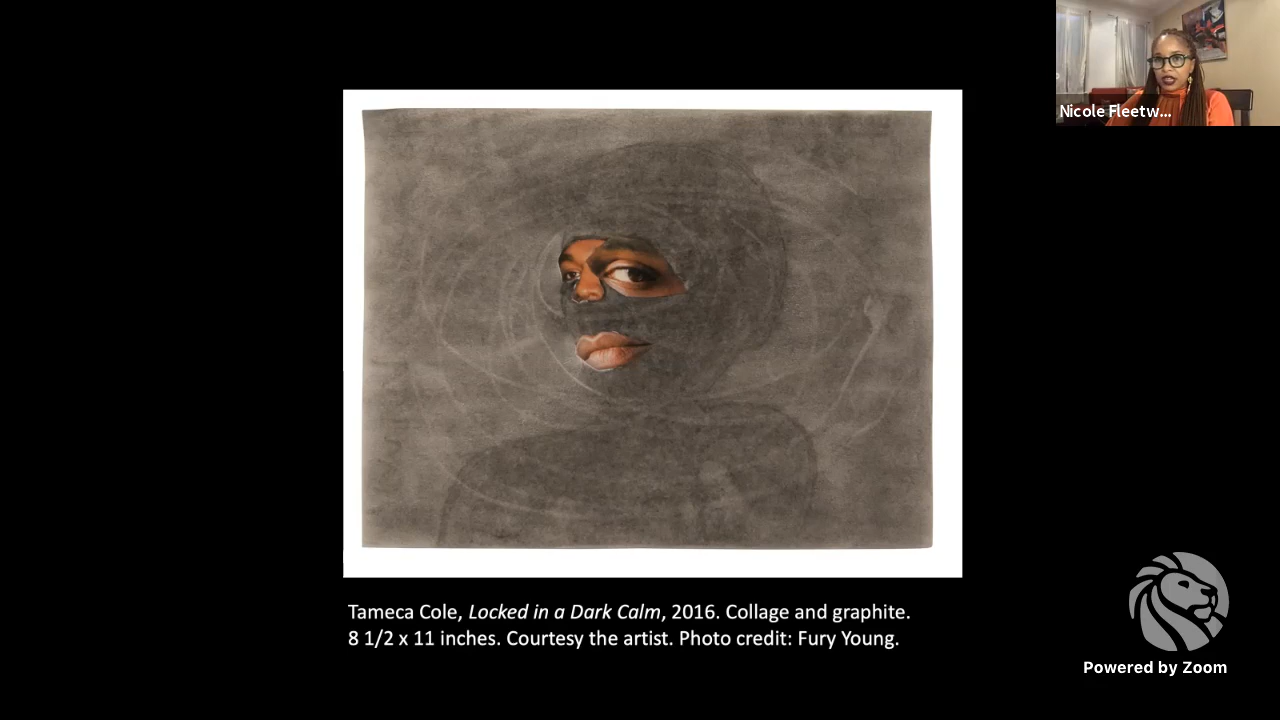 Nicole Fleetw...
Tameca Cole, Locked in a Dark Calm, 2016. Collage and graphite.
8 1/2 x 11 inches. Courtesy the artist. Photo credit: Fury Young.
Powered by Zoom